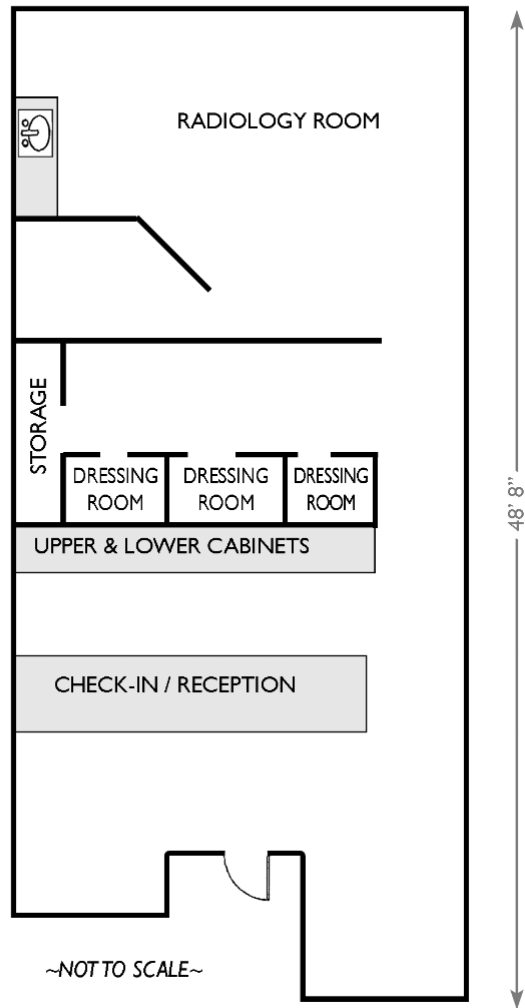 RADIOLOGY ROOM
STORAGE
DRESSING
ROOM
DRESSING
ROOM
DRESSING
ROOM
48' 8”
UPPER & LOWER CABINETS
CHECK-IN / RECEPTION
~NOT TO SCALE~